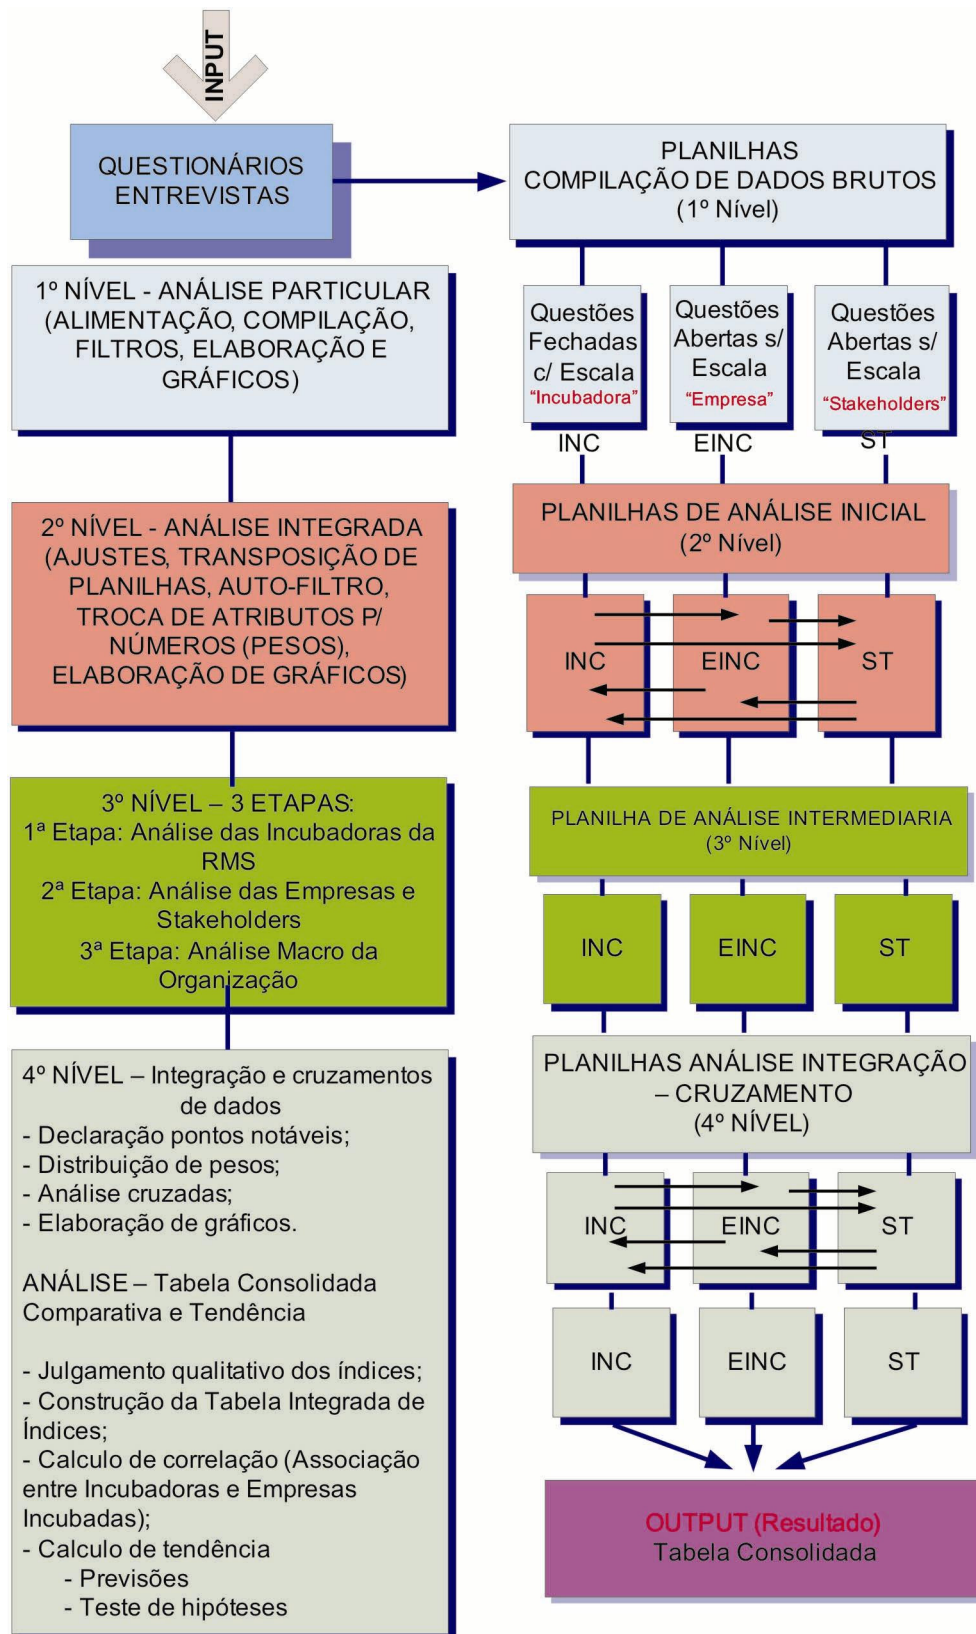 INPUT
QUESTIONÁRIOS
ENTREVISTAS
1º NÍVEL - ANÁLISE PARTICULAR
(ALIMENTAÇÃO, COMPILAÇÃO,
FILTROS, ELABORAÇÃO E
GRÁFICOS)
2º NÍVEL - ANÁLISE INTEGRADA
(AJUSTES, TRANSPOSIÇÃO DE
PLANILHAS, AUTO-FILTRO,
TROCA DE ATRIBUTOS P/
NÚMEROS (PESOS),
ELABORAÇÃO DE GRÁFICOS)
3º NÍVEL – 3 ETAPAS:
1ª Etapa: Análise das Incubadoras da
RMS
2ª Etapa: Análise das Empresas e
Stakeholders
3ª Etapa: Análise Macro da
Organização
4º NÍVEL – Integração e cruzamentos
de dados
- Declaração pontos notáveis;
- Distribuição de pesos;
- Análise cruzadas;
- Elaboração de gráficos.
ANÁLISE – Tabela Consolidada
Comparativa e Tendência
- Julgamento qualitativo dos índices;
- Construção da Tabela Integrada de
Índices;
- Calculo de correlação (Associação
entre Incubadoras e Empresas
Incubadas);
- Calculo de tendência
- Previsões
- Teste de hipóteses
PLANILHAS
COMPILAÇÃO DE DADOS BRUTOS
(1º Nível)
Questões
Fechadas
c/ Escala
“Incubadora”
INC
Questões
Abertas s/
Escala
“Empresa”
EINC
Questões
Abertas s/
Escala
“Stakeholders”
ST
PLANILHAS DE ANÁLISE INICIAL
(2º Nível)
INC EINC ST
PLANILHA DE ANÁLISE INTERMEDIARIA
(3º Nível)
INC EINC ST
PLANILHAS ANÁLISE INTEGRAÇÃO
– CRUZAMENTO
(4º NÍVEL)
INC EINC ST
INC EINC ST
OUTPUT (Resultado)
Tabela Consolidada